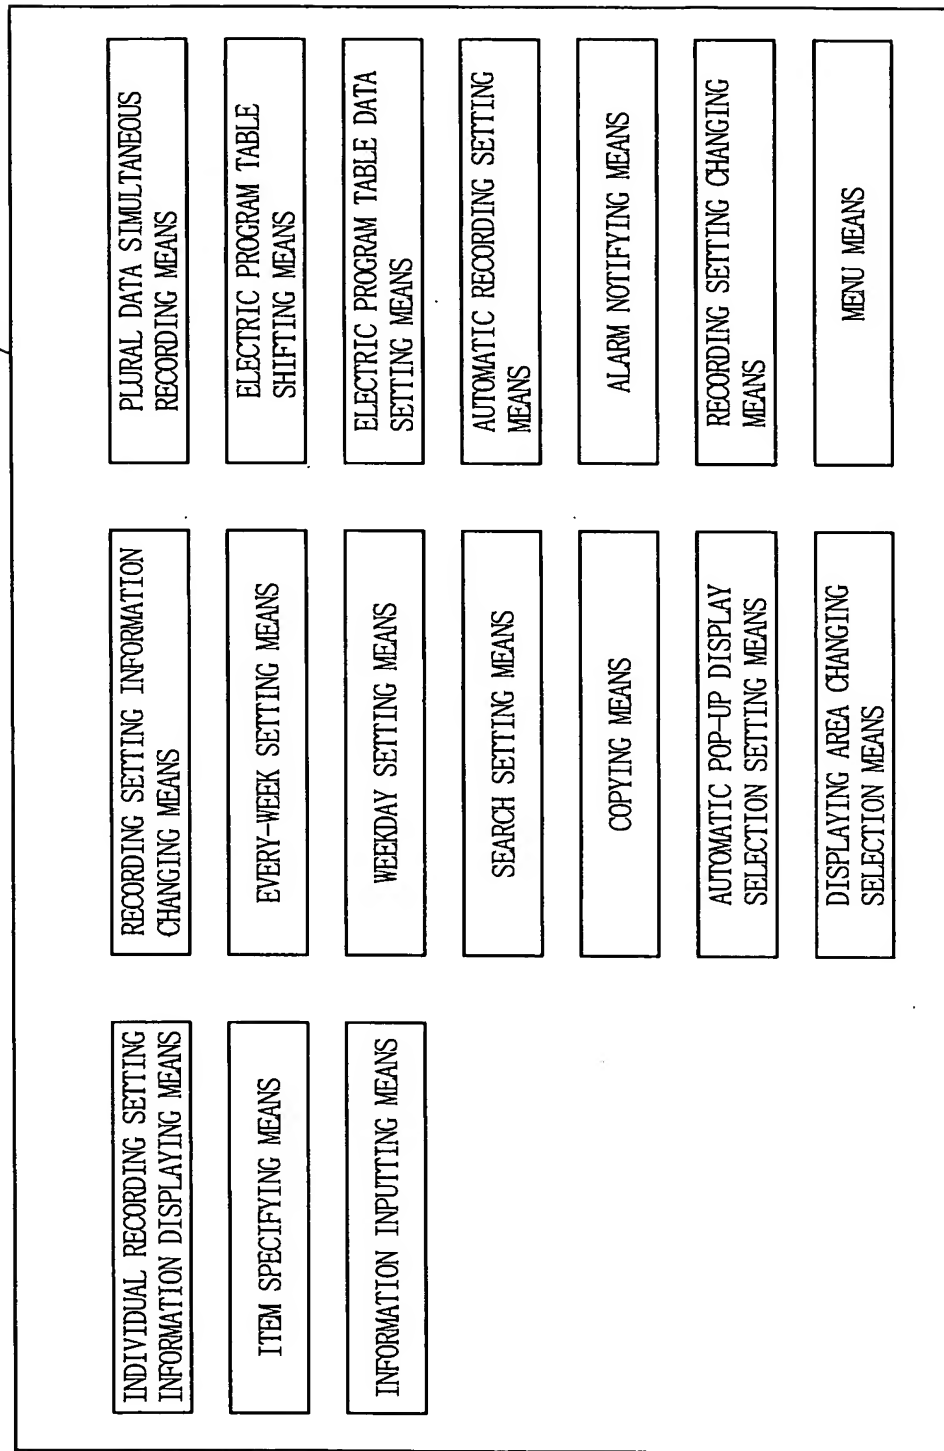 INDIVIDUAL RECORDING SETTING
INFORMATION DISPLAYING MEANS
ITEM SPECIFYING MEANS
INFORMATION INPUTTING MEANS
RECORDING SETTING INFORMATION
CHANGING MEANS
EVERY-WEEK SETTING MEANS
WEEKDAY SETTING MEANS
SEARCH SETTING MEANS
COPYING MEANS
AUTOMATIC POP-UP DISPLAY
SELECTION SETTING MEANS
DISPLAYING AREA CHANGING
SELECTION MEANS
PLURAL DATA SIMULTANEOUS
RECORDING MEANS
ELECTRIC PROGRAM TABLE
SHIFTING MEANS
ELECTRIC PROGRAM TABLE DATA
SETTING MEANS
AUTOMATIC RECORDING SETTING
MEANS
ALARM NOTIFYING MEANS
RECORDING SETTING CHANGING
MEANS
MENU MEANS